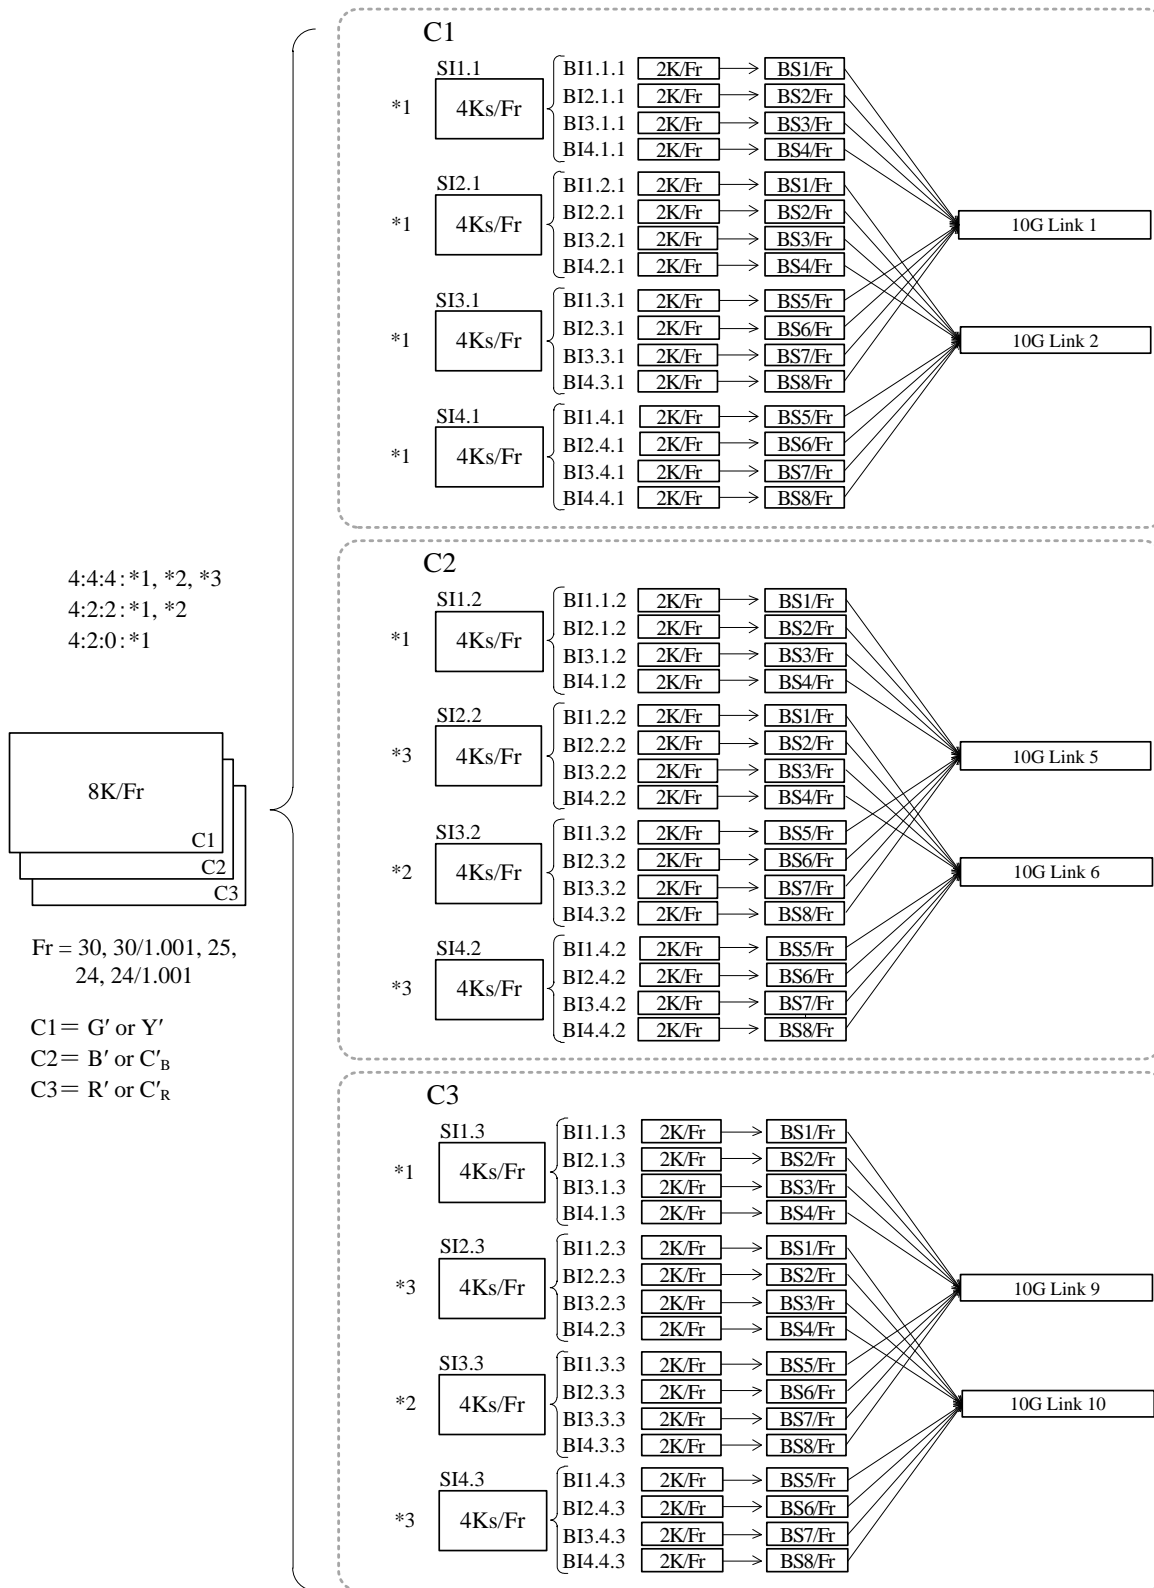 4:4:4: *1, *2, *3
4:2:2: *1, *2
4:2:0: *1
8K/Fr
C1
C2
C3
Fr = 30, 30/1.001, 25,
24, 24/1.001
C1= G′ or Y′
C2= B′ or C′B
C3= R′ or C′R
C1
*1
SI1.1
4Ks/Fr
BI1.1.1 2K/Fr BS1/Fr
BI2.1.1 2K/Fr BS2/Fr
BI3.1.1 2K/Fr BS3/Fr
BI4.1.1 2K/Fr BS4/Fr
*1
SI2.1
4Ks/Fr
BI1.2.1 2K/Fr BS1/Fr
BI2.2.1 2K/Fr BS2/Fr
BI3.2.1 2K/Fr BS3/Fr
BI4.2.1 2K/Fr BS4/Fr
*1
SI3.1
4Ks/Fr
BI1.3.1 2K/Fr BS5/Fr
BI2.3.1 2K/Fr BS6/Fr
BI3.3.1 2K/Fr BS7/Fr
BI4.3.1 2K/Fr BS8/Fr
*1
SI4.1
4Ks/Fr
BI1.4.1 2K/Fr BS5/Fr
BI2.4.1 2K/Fr BS6/Fr
BI3.4.1 2K/Fr BS7/Fr
BI4.4.1 2K/Fr BS8/Fr
10G Link 1
10G Link 2
C2
*1
SI1.2
4Ks/Fr
BI1.1.2 2K/Fr BS1/Fr
BI2.1.2 2K/Fr BS2/Fr
BI3.1.2 2K/Fr BS3/Fr
BI4.1.2 2K/Fr BS4/Fr
*3
SI2.2
4Ks/Fr
BI1.2.2 2K/Fr BS1/Fr
BI2.2.2 2K/Fr BS2/Fr
BI3.2.2 2K/Fr BS3/Fr
BI4.2.2 2K/Fr BS4/Fr
*2
SI3.2
4Ks/Fr
BI1.3.2 2K/Fr BS5/Fr
BI2.3.2 2K/Fr BS6/Fr
BI3.3.2 2K/Fr BS7/Fr
BI4.3.2 2K/Fr BS8/Fr
*3
SI4.2
4Ks/Fr
BI1.4.2 2K/Fr BS5/Fr
BI2.4.2 2K/Fr BS6/Fr
BI3.4.2 2K/Fr BS7/Fr
BI4.4.2 2K/Fr BS8/Fr
10G Link 5
10G Link 6
C3
*1
SI1.3
4Ks/Fr
BI1.1.3 2K/Fr BS1/Fr
BI2.1.3 2K/Fr BS2/Fr
BI3.1.3 2K/Fr BS3/Fr
BI4.1.3 2K/Fr BS4/Fr
*3
SI2.3
4Ks/Fr
BI1.2.3 2K/Fr BS1/Fr
BI2.2.3 2K/Fr BS2/Fr
BI3.2.3 2K/Fr BS3/Fr
BI4.2.3 2K/Fr BS4/Fr
*2
SI3.3
4Ks/Fr
BI1.3.3 2K/Fr BS5/Fr
BI2.3.3 2K/Fr BS6/Fr
BI3.3.3 2K/Fr BS7/Fr
BI4.3.3 2K/Fr BS8/Fr
*3
SI4.3
4Ks/Fr
BI1.4.3 2K/Fr BS5/Fr
BI2.4.3 2K/Fr BS6/Fr
BI3.4.3 2K/Fr BS7/Fr
BI4.4.3 2K/Fr BS8/Fr
10G Link 9
10G Link 10